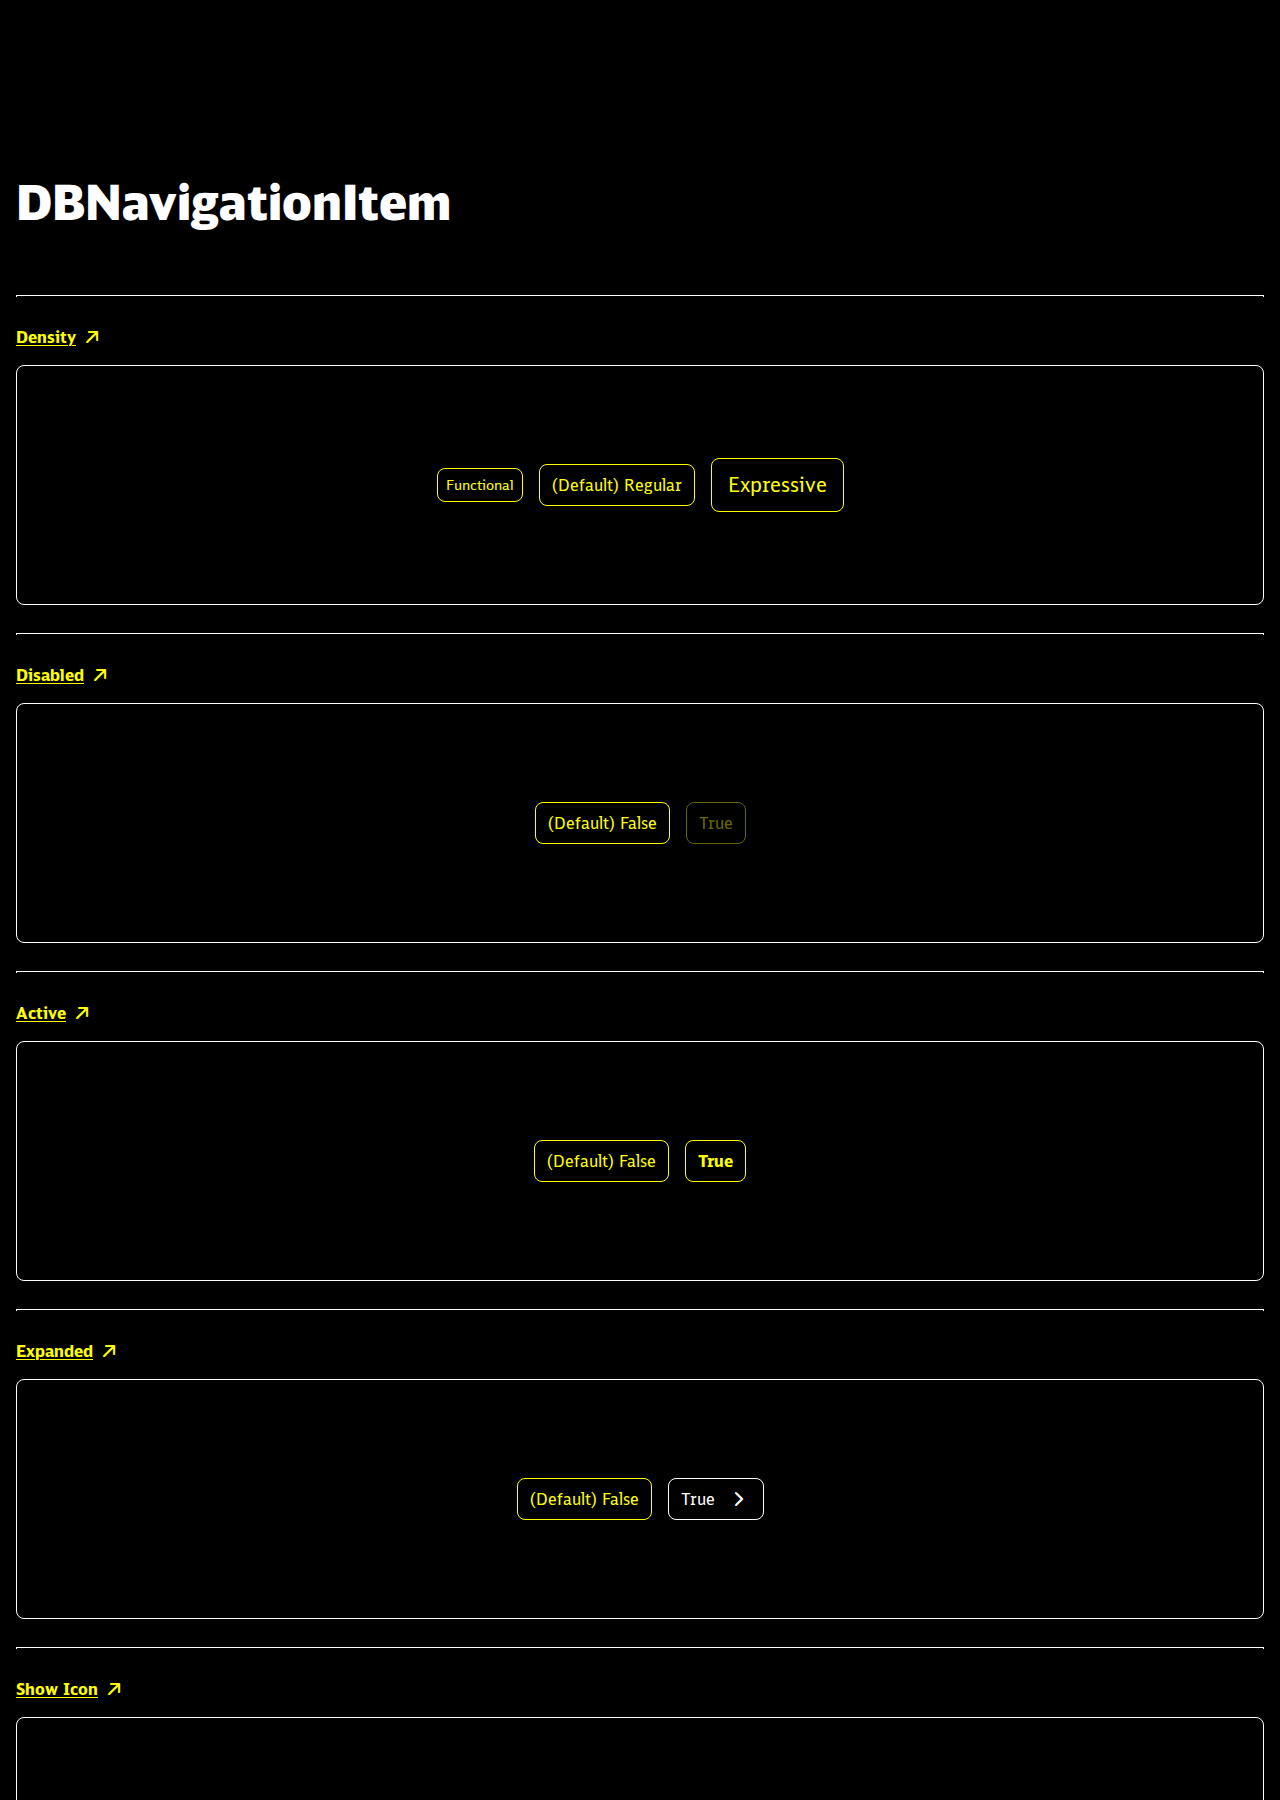 DBNavigationItem
Density
Functional (Default) Regular Expressive
Disabled
(Default) False True
Active
(Default) False True
Expanded
(Default) False True
Show Icon